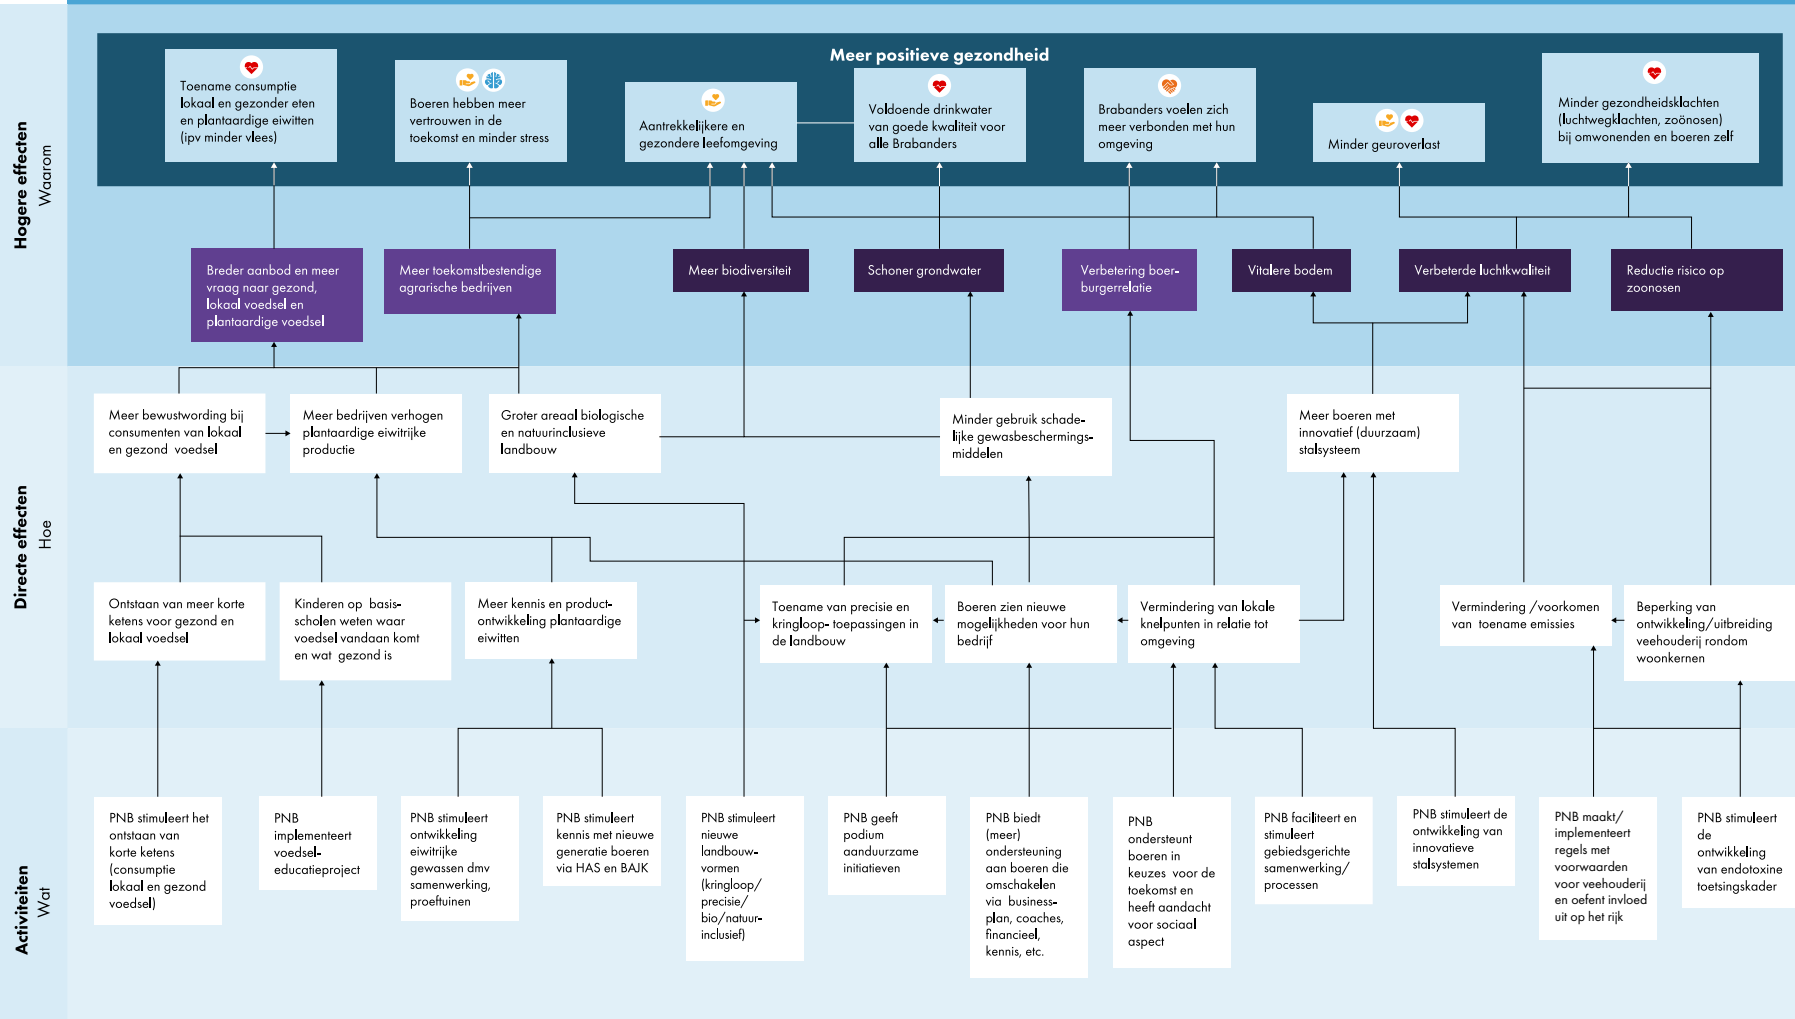 Meer positieve gezondheid
Toename consumptie
lokaal en gezonder eten
en plantaardige eiwitten
(ipv minder vlees)
Boeren hebben meer
vertrouwen in de
toekomst en minder stress
Aantrekkelijkere en
gezondere leefomgeving
Voldoende drinkwater
van goede kwaliteit voor
alle Brabanders
Brabanders voelen zich
meer verbonden met hun
omgeving
Minder geuroverlast
Minder gezondheidsklachten
(luchtwegklachten, zoönosen)
bij omwonenden en boeren zelf
Hogere effecten
Waarom
Breder aanbod en meer
vraag naar gezond,
lokaal voedsel en
plantaardige voedsel
Meer toekomstbestendige
agrarische bedrijven
Meer biodiversiteit
Schoner grondwater
Verbetering boer-
burgerrelatie
Vitalere bodem
Verbeterde luchtkwaliteit
Reductie risico op
zoonosen
Directe effecten
Hoe
Meer bewustwording bij
consumenten van lokaal
en gezond voedsel
Meer bedrijven verhogen
plantaardige eiwitrijke
productie
Groter areaal biologische
en natuurinclusieve
landbouw
Minder gebruik schade-
lijke gewasbeschermings-
middelen
Meer boeren met
innovatief (duurzaam)
stalsysteem
Ontstaan van meer korte
ketens voor gezond en
lokaal voedsel
Kinderen op basis-
scholen weten waar
voedsel vandaan komt
en wat gezond is
Meer kennis en product-
ontwikkeling plantaardige
eiwitten
Toename van precisie en
kringloop- toepassingen in
de landbouw
Boeren zien nieuwe
mogelijkheden voor hun
bedrijf
Vermindering van lokale
knelpunten in relatie tot
omgeving
Vermindering /voorkomen
van toename emissies
Beperking van
ontwikkeling/uitbreiding
veehouderij rondom
woonkernen
Activiteiten
Wat
PNB stimuleert het
ontstaan van
korte ketens
(consumptie
lokaal en gezond
voedsel)
PNB
implementeert
voedsel-
educatieproject
PNB stimuleert
ontwikkeling
eiwitrijke
gewassen dmv
samenwerking,
proeftuinen
PNB stimuleert
kennis met nieuwe
generatie boeren
via HAS en BAJK
PNB stimuleert
nieuwe
landbouw-
vormen
(kringloop/
precisie/
bio/natuur-
inclusief)
PNB geeft
podium
aanduurzame
initiatieven
PNB biedt
(meer)
ondersteuning
aan boeren die
omschakelen
via business-
plan, coaches,
financieel,
kennis, etc.
PNB
ondersteunt
boeren in
keuzes voor de
toekomst en
heeft aandacht
voor sociaal
aspect
PNB faciliteert en
stimuleert
gebiedsgerichte
samenwerking/
processen
PNB stimuleert de
ontwikkeling van
innovatieve
stalsystemen
PNB maakt/
implementeert
regels met
voorwaarden
voor veehouderij
en oefent invloed
uit op het rijk
PNB stimuleert
de
ontwikkeling
van endotoxine
toetsingskader